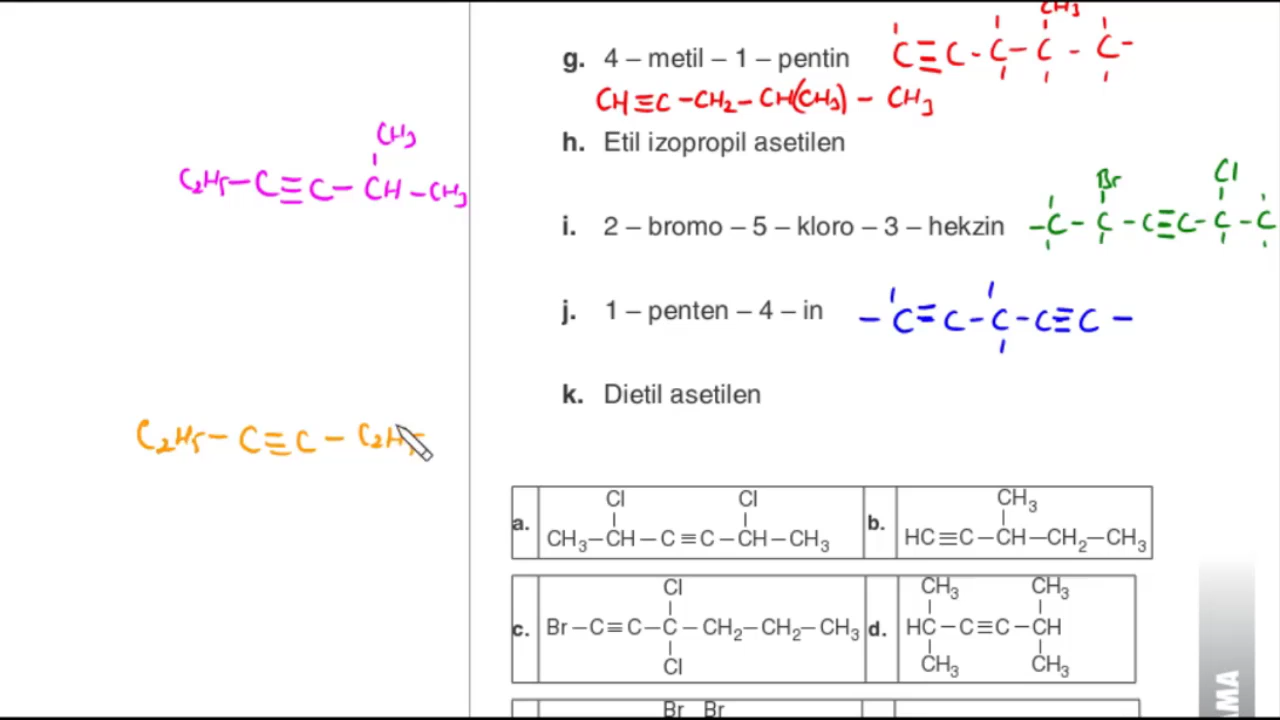 g. 4 – metil – 1 – pentin
CH3
C≡C-C-C-C-
CH≡C-CH2-CH(CH3)-CH3
h. Etil izopropil asetilen
CH3
C2H5-C≡C-CH-CH3
i. 2 – bromo – 5 – kloro – 3 – hekzin
Br Cl
-C-C-C≡C-C-C
j. 1 – penten – 4 – in
-C=C-C-C≡C-
k. Dietil asetilen
C2H5-C≡C-C2H5
a.
Cl Cl
CH3–CH–C≡C–CH–CH3
b.
CH3
HC≡C–CH–CH2–CH3
c.
Cl
Br–C≡C–C–CH2–CH2–CH3
Cl
d.
CH3 CH3
HC–C≡C–CH
CH3 CH3
Br Br
MA